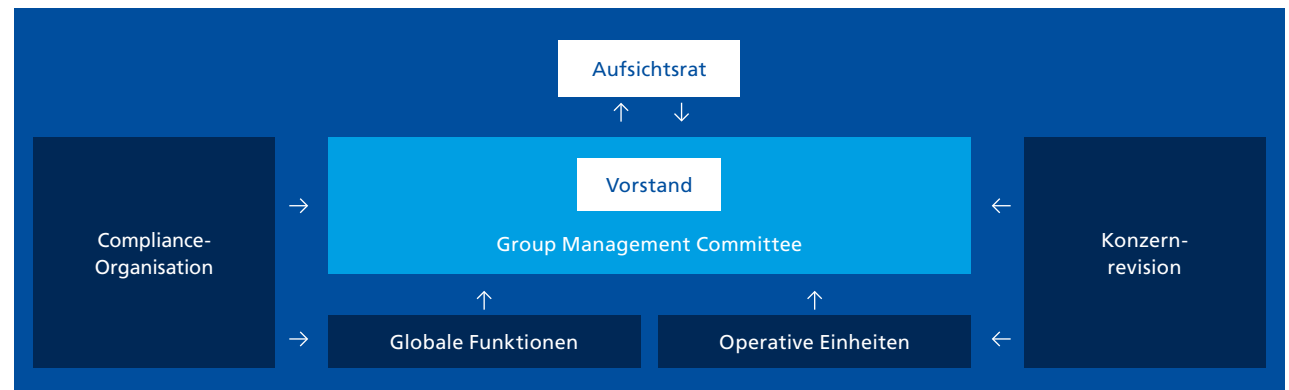 Aufsichtsrat
Vorstand
Group Management Committee
Compliance-
Organisation
Konzern-
revision
Globale Funktionen
Operative Einheiten